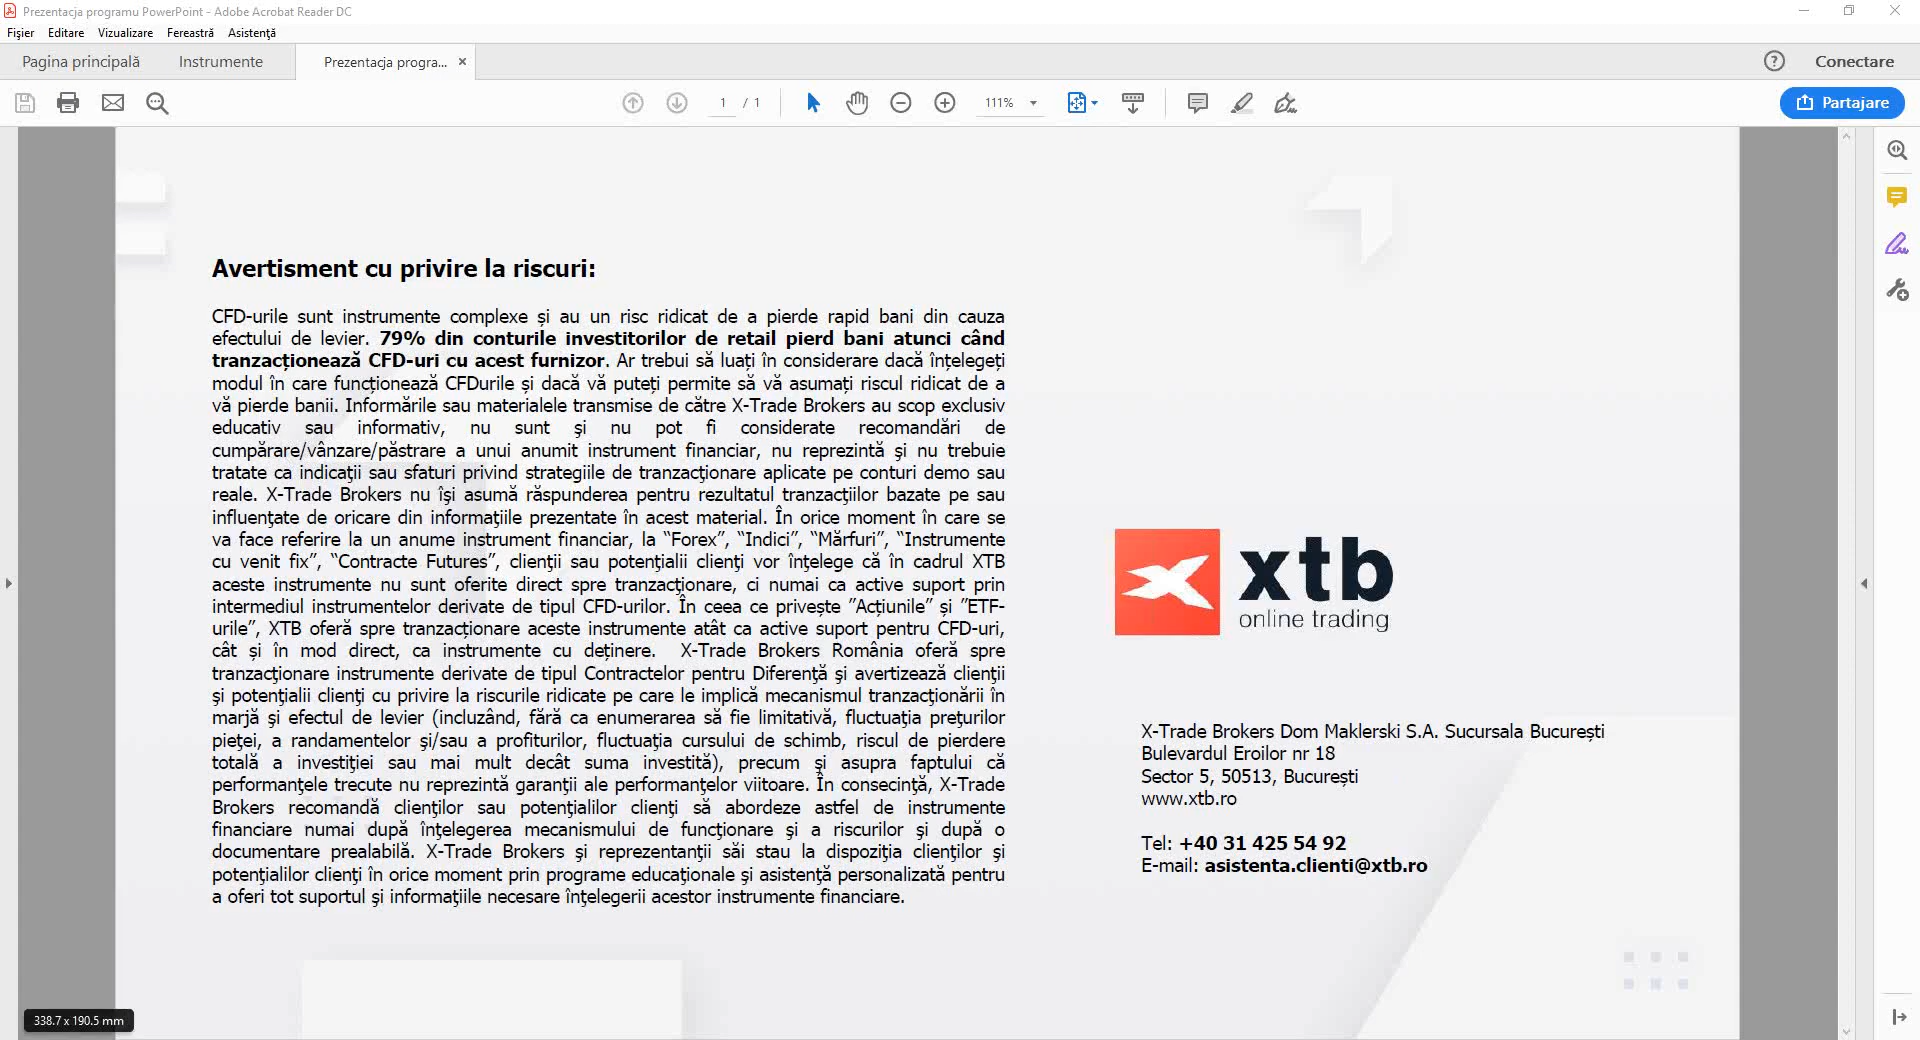 Prezentacja programu PowerPoint - Adobe Acrobat Reader DC
Fișier Editare Vizualizare Fereastră Asistență
Pagina principală Instrumente Prezentacja progra... × ? Conectare
1 / 1 111% Partajare
Avertisment cu privire la riscuri:
CFD-urile sunt instrumente complexe și au un risc ridicat de a pierde rapid bani din cauza
efectului de levier. 79% din conturile investitorilor de retail pierd bani atunci când
tranzacționează CFD-uri cu acest furnizor. Ar trebui să luați în considerare dacă înțelegeți
modul în care funcționează CFDurile și dacă vă puteți permite să vă asumați riscul ridicat de a
vă pierde banii. Informările sau materialele transmise de către X-Trade Brokers au scop exclusiv
educativ sau informativ, nu sunt şi nu pot fi considerate recomandări de
cumpărare/vânzare/păstrare a unui anumit instrument financiar, nu reprezintă şi nu trebuie
tratate ca indicaţii sau sfaturi privind strategiile de tranzacţionare aplicate pe conturi demo sau
reale. X-Trade Brokers nu îşi asumă răspunderea pentru rezultatul tranzacţiilor bazate pe sau
influenţate de oricare din informaţiile prezentate în acest material. În orice moment în care se
va face referire la un anume instrument financiar, la “Forex”, “Indici”, “Mărfuri”, “Instrumente
cu venit fix”, “Contracte Futures”, clienţii sau potenţialii clienţi vor înţelege că în cadrul XTB
aceste instrumente nu sunt oferite direct spre tranzacţionare, ci numai ca active suport prin
intermediul instrumentelor derivate de tipul CFD-urilor. În ceea ce privește ”Acțiunile” și ”ETF-
urile”, XTB oferă spre tranzacționare aceste instrumente atât ca active suport pentru CFD-uri,
cât și în mod direct, ca instrumente cu deținere. X-Trade Brokers România oferă spre
tranzacţionare instrumente derivate de tipul Contractelor pentru Diferenţă şi avertizează clienţii
şi potenţialii clienţi cu privire la riscurile ridicate pe care le implică mecanismul tranzacţionării în
marjă şi efectul de levier (incluzând, fără ca enumerarea să fie limitativă, fluctuaţia preţurilor
pieţei, a randamentelor şi/sau a profiturilor, fluctuaţia cursului de schimb, riscul de pierdere
totală a investiţiei sau mai mult decât suma investită), precum şi asupra faptului că
performanţele trecute nu reprezintă garanţii ale performanţelor viitoare. În consecinţă, X-Trade
Brokers recomandă clienţilor sau potenţialilor clienţi să abordeze astfel de instrumente
financiare numai după înţelegerea mecanismului de funcţionare şi a riscurilor şi după o
documentare prealabilă. X-Trade Brokers şi reprezentanţii săi stau la dispoziţia clienţilor şi
potenţialilor clienţi în orice moment prin programe educaţionale şi asistenţă personalizată pentru
a oferi tot suportul şi informaţiile necesare înţelegerii acestor instrumente financiare.
xtb
online trading
X-Trade Brokers Dom Maklerski S.A. Sucursala București
Bulevardul Eroilor nr 18
Sector 5, 50513, București
www.xtb.ro
Tel: +40 31 425 54 92
E-mail: asistenta.clienti@xtb.ro
338.7 x 190.5 mm